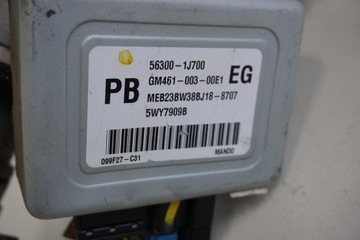 56300-1J700
PB GM461-003-00E1 EG
MEB23BW38BJ18-8707
5WY7909B
099F27-C31 MANDO